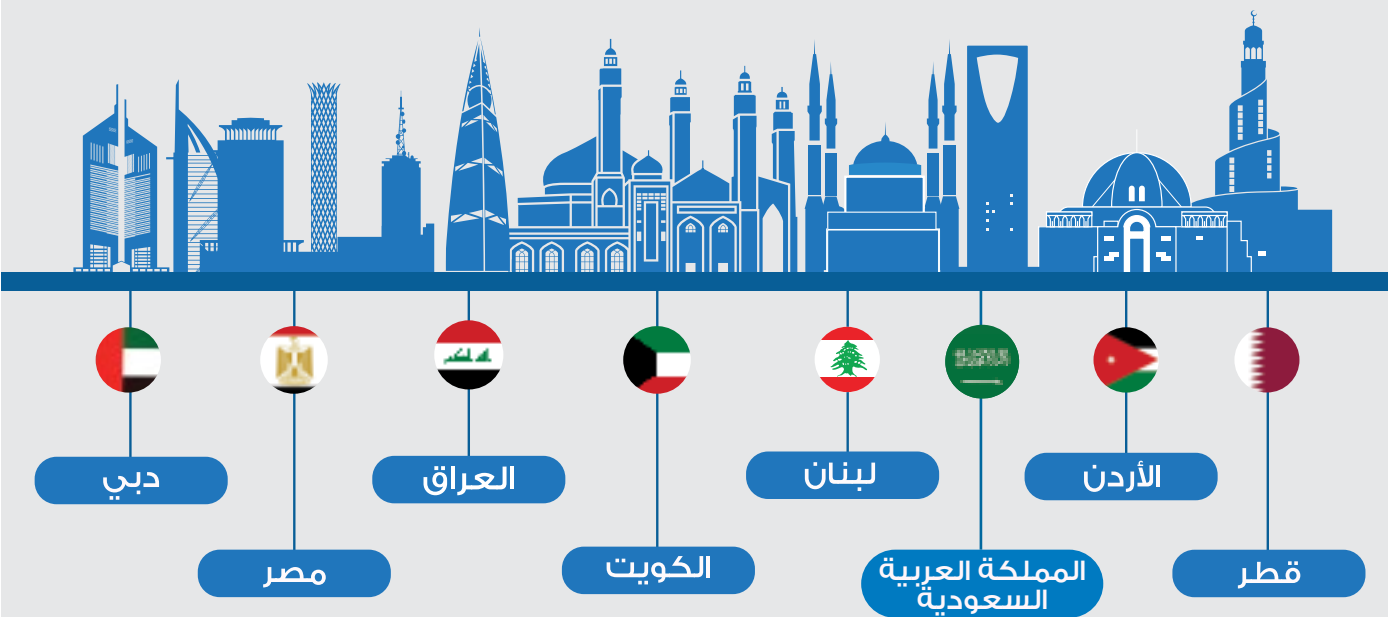 قطر
الأردن
المملكة العربية
السعودية
لبنان
الكويت
العراق
مصر
دبي